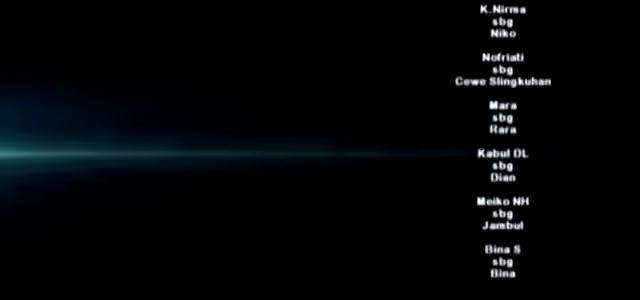 K.Nirma
sbg
Niko
Nofriati
sbg
Cewe Slingkuhan
Mara
sbg
Rara
Kabul DL
sbg
Dian
Meiko NH
sbg
Jambul
Bina S
sbg
Bina